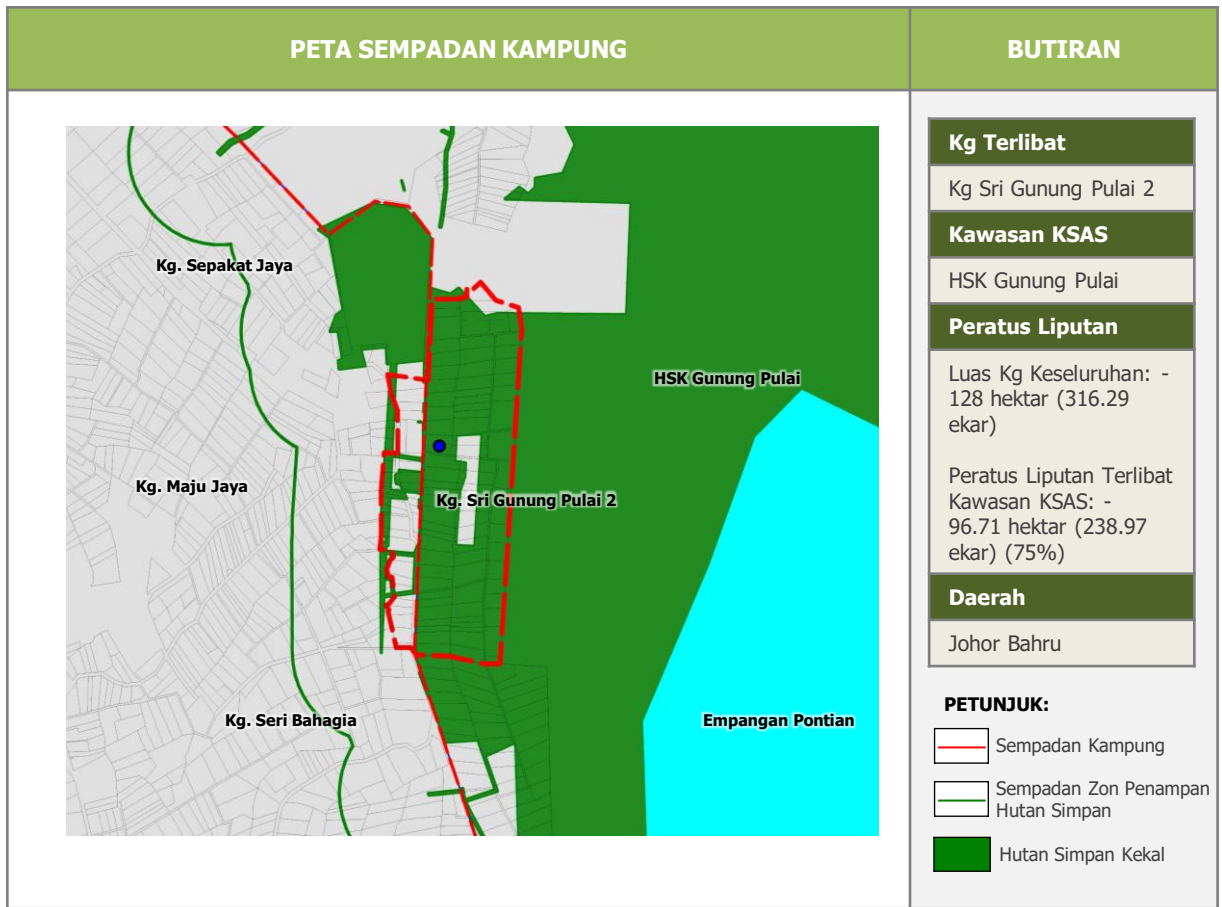 PETA SEMPADAN KAMPUNG
BUTIRAN
Kg. Sepakat Jaya
HSK Gunung Pulai
Kg. Maju Jaya
Kg. Sri Gunung Pulai 2
Kg. Seri Bahagia
Empangan Pontian
Kg Terlibat
Kg Sri Gunung Pulai 2
Kawasan KSAS
HSK Gunung Pulai
Peratus Liputan
Luas Kg Keseluruhan: -
128 hektar (316.29
ekar)
Peratus Liputan Terlibat
Kawasan KSAS: -
96.71 hektar (238.97
ekar) (75%)
Daerah
Johor Bahru
PETUNJUK:
Sempadan Kampung
Sempadan Zon Penampan
Hutan Simpan
Hutan Simpan Kekal